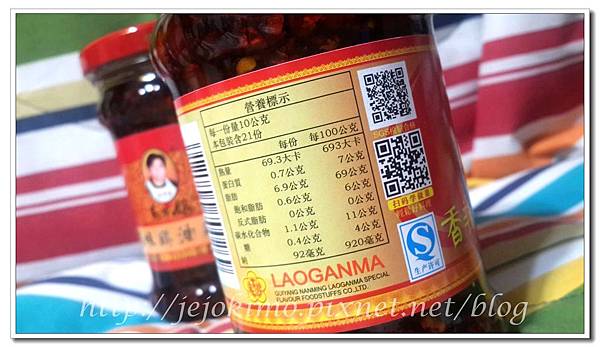 營養標示
每一份量10公克
本包裝含21份
每份 每100公克
熱量 69.3大卡 693大卡
蛋白質 0.7公克 7公克
脂肪 6.9公克 69公克
飽和脂肪 0.6公克 6公克
反式脂肪 0公克 0公克
碳水化合物 1.1公克 11公克
糖 0.4公克 4公克
鈉 92毫克 920毫克
LAOGANMA
GUIYANG NANMING LAOGANMA SPECIAL
FLAVOUR FOODSTUFFS CO.,LTD.
生产许可
香
油
http://jejokimo.pixnet.net/blog